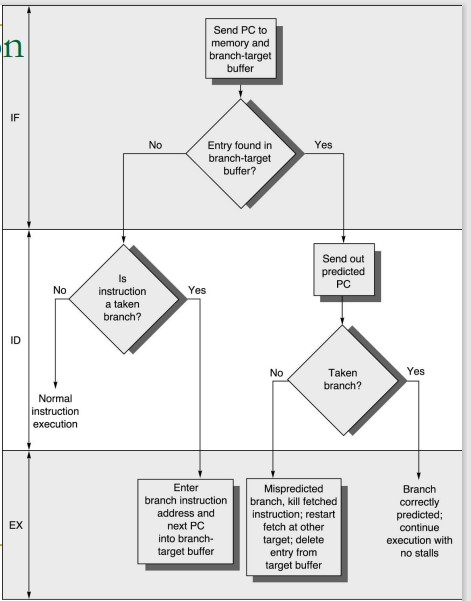 on
Send PC to
memory and
branch-target
buffer
IF
No
Entry found in
branch-target
buffer?
Yes
Is
instruction
a taken
branch?
No
Yes
Send out
predicted
PC
ID
No
Taken
branch?
Yes
Normal
instruction
execution
EX
Enter
branch instruction
address and
next PC
into branch-
target buffer
Mispredicted
branch, kill fetched
instruction; restart
fetch at other
target; delete
entry from
target buffer
Branch
correctly
predicted;
continue
execution with
no stalls